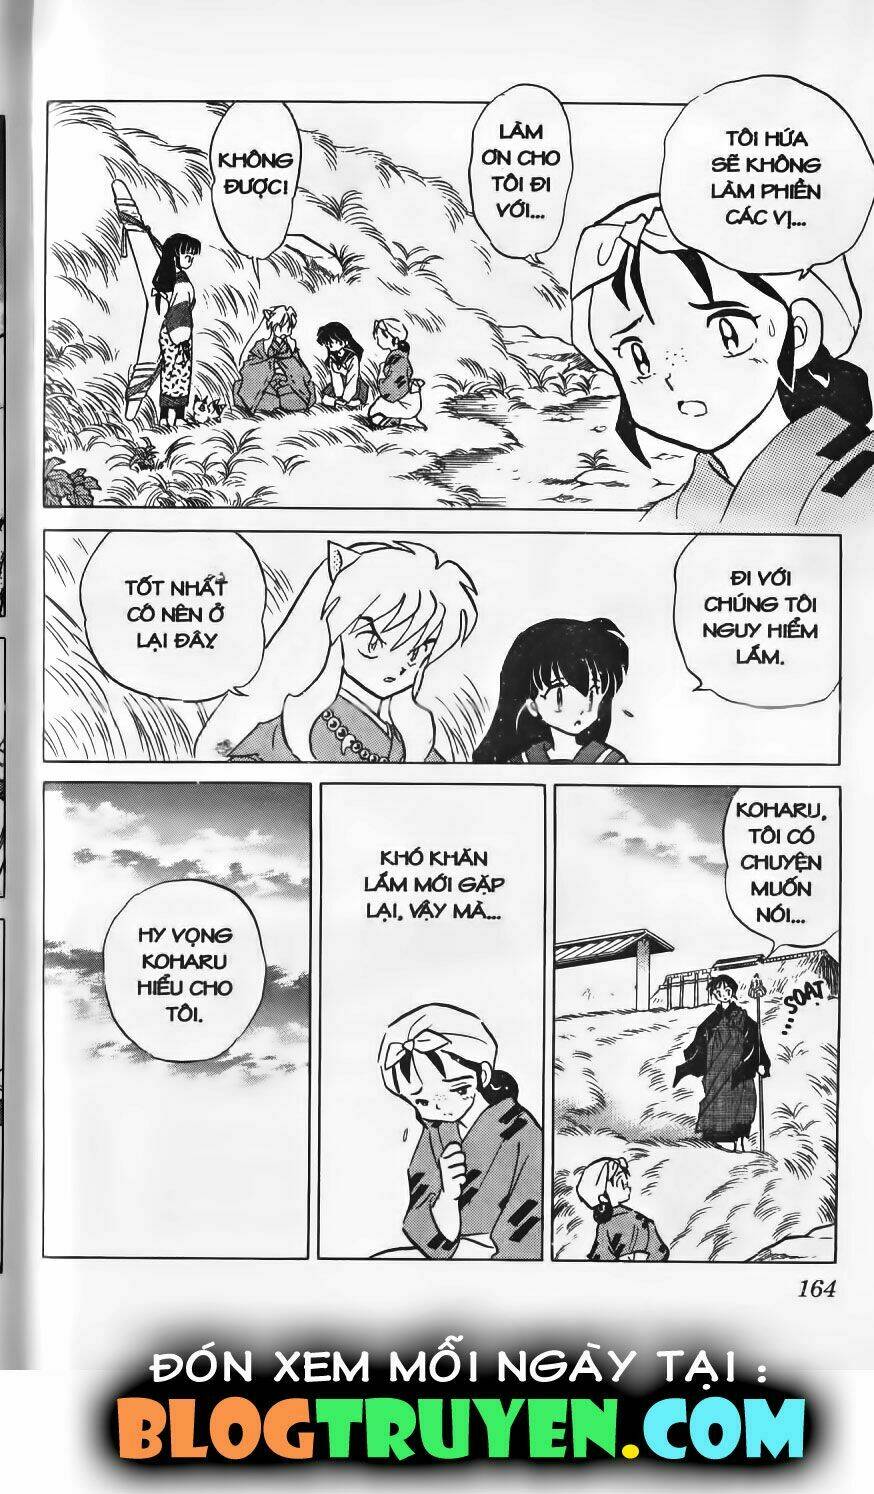 TÔI HỨA
SẼ KHÔNG
LÀM PHIỀN
CÁC VỊ...
LÀM
ƠN CHO
TÔI ĐI
VỚI...
KHÔNG
ĐƯỢC!
ĐI VỚI
CHÚNG TÔI
NGUY HIỂM
LẮM.
TỐT NHẤT
CÓ NÊN Ở
LẠI ĐÂY.
KOHARU,
TÔI CÓ
CHUYỆN
MUỐN
NÓI...
...SOẠT
KHÓ KHĂN
LẮM MỚI GẶP
LẠI, VẬY MÀ...
HY VỌNG
KOHARU
HIỂU CHO
TÔI.
164
ĐÓN XEM MỖI NGÀY TẠI :
BLOGTRUYEN.COM